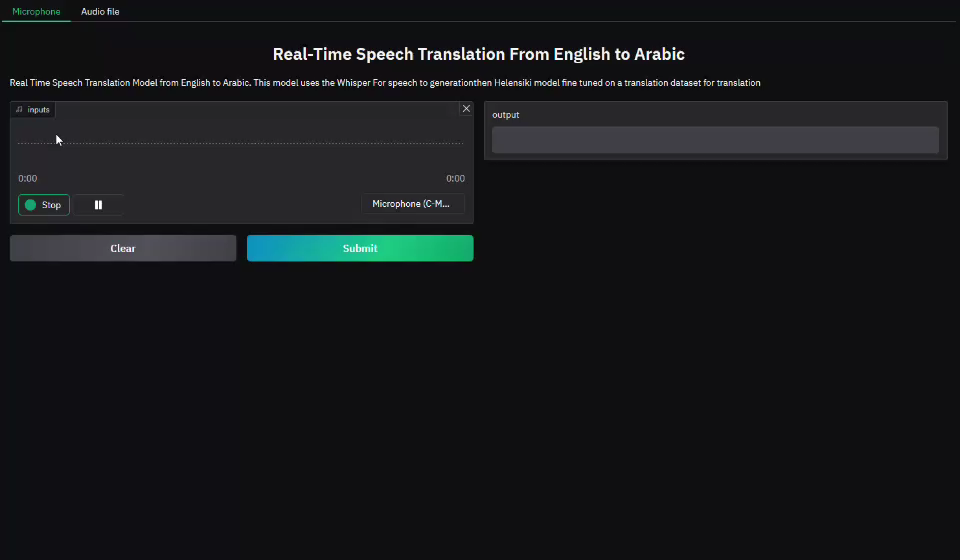 Microphone Audio file
Real-Time Speech Translation From English to Arabic
Real Time Speech Translation Model from English to Arabic. This model uses the Whisper For speech to generationthen Helensiki model fine tuned on a translation dataset for translation
inputs
0:00 0:00
Stop Microphone (C-M...
Clear Submit
output